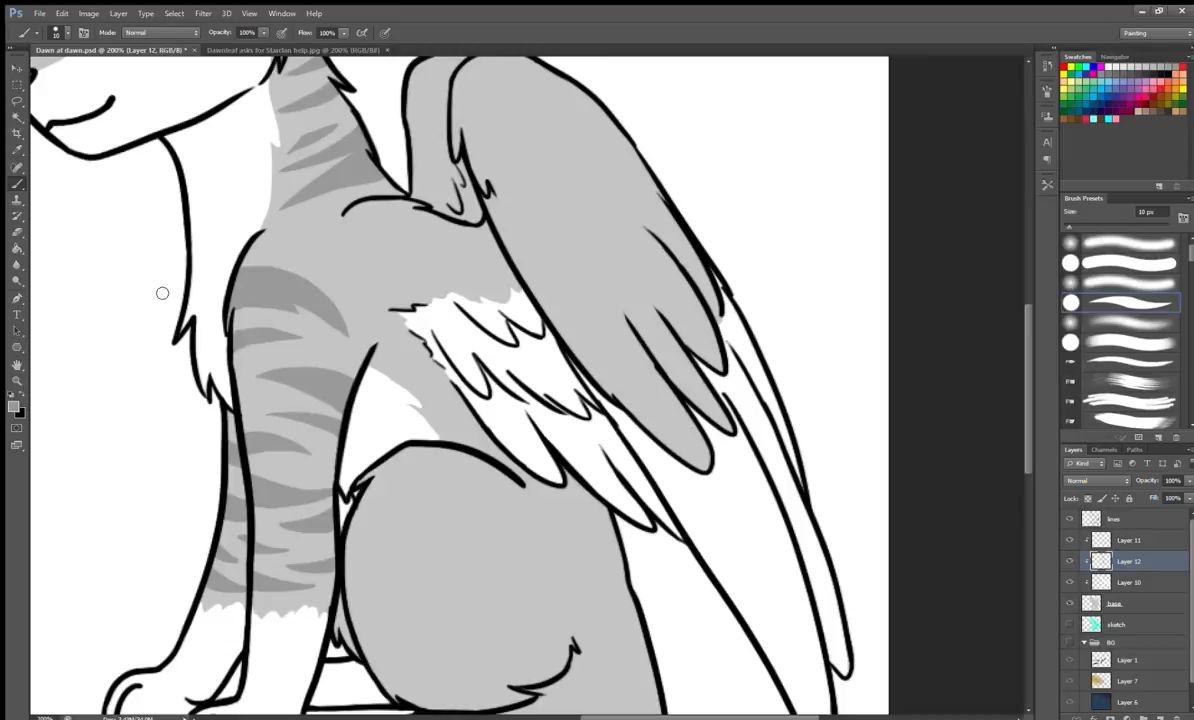 Ps File Edit Image Layer Type Select Filter 3D View Window Help
10 Mode: Normal Opacity: 100% Flow: 100% Painting
Dawn at dawn.psd @ 200% (Layer 12, RGB/8) * × Dawnleaf asks for Starclan help.jpg @ 200% (RGB/8#) ×
Swatches Navigator
Brush Presets
Size: 10 px
Layers Channels Paths
Kind
Normal Opacity: 100%
Lock: Fill: 100%
lines
Layer 11
Layer 12
Layer 10
base
sketch
BG
Layer 1
Layer 7
Layer 6
200%